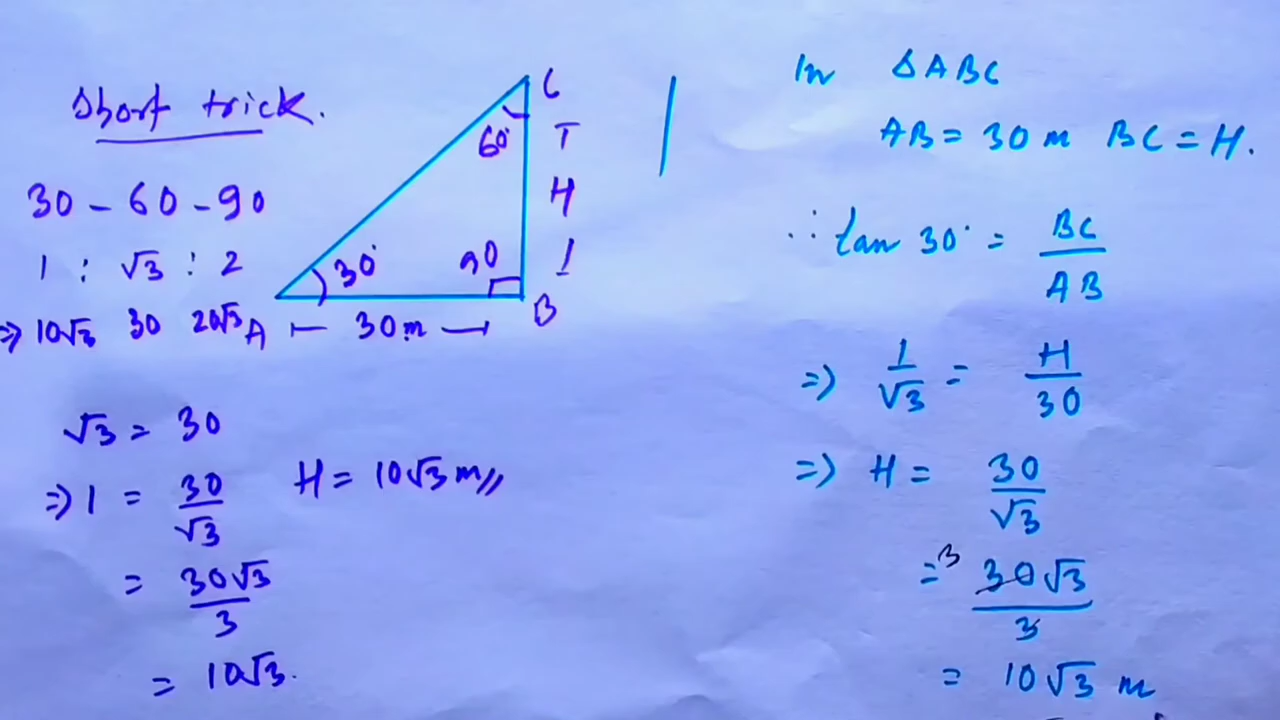 Short trick.
30 - 60 - 90
1 : √3 : 2
⇒ 10√3 30 20√3
C
60°
T
H
30°
90
A
30m
B
√3 = 30
⇒ 1 = 30/√3
= 30√3/3
= 10√3.
H = 10√3 m//
In ΔABC
AB = 30 m BC = H.
∴ tan 30° = BC/AB
⇒ 1/√3 = H/30
⇒ H = 30/√3
= 30√3/3
= 10√3 m